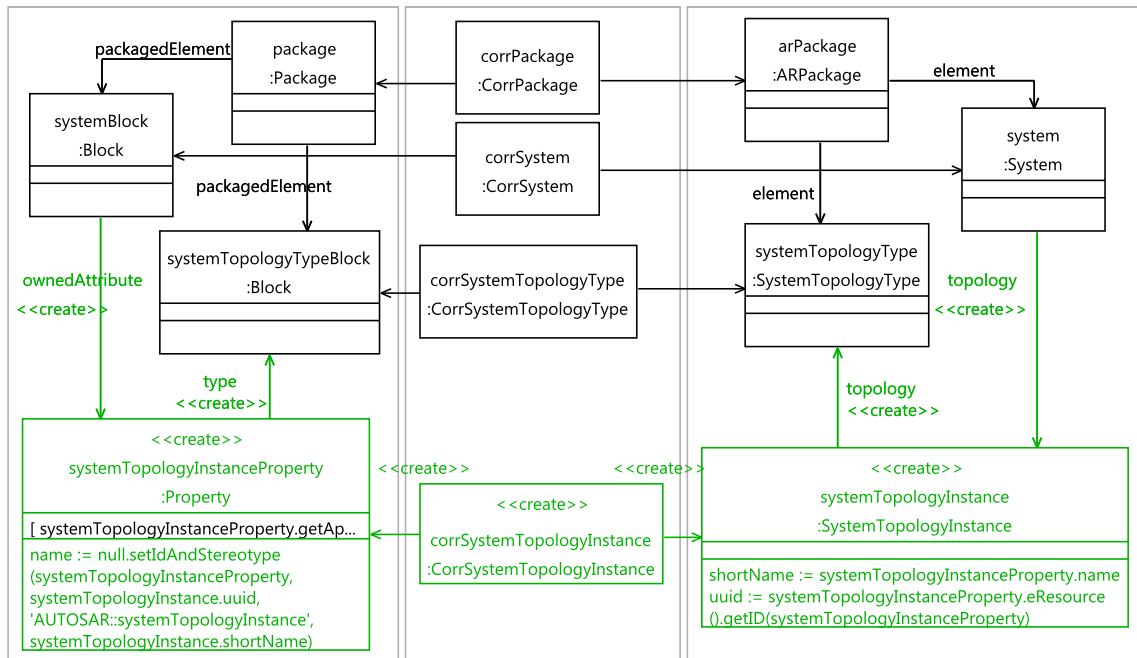 packagedElement
package
:Package
systemBlock
:Block
packagedElement
systemTopologyTypeBlock
:Block
ownedAttribute
<<create>>
type
<<create>>
<<create>>
systemTopologyInstanceProperty
:Property
[ systemTopologyInstanceProperty.getAp...
name := null.setIdAndStereotype
(systemTopologyInstanceProperty,
systemTopologyInstance.uuid,
'AUTOSAR::systemTopologyInstance',
systemTopologyInstance.shortName)
corrPackage
:CorrPackage
corrSystem
:CorrSystem
corrSystemTopologyType
:CorrSystemTopologyType
<<create>>
<<create>>
<<create>>
corrSystemTopologyInstance
:CorrSystemTopologyInstance
arPackage
:ARPackage
element
system
:System
element
systemTopologyType
:SystemTopologyType
topology
<<create>>
topology
<<create>>
<<create>>
systemTopologyInstance
:SystemTopologyInstance
shortName := systemTopologyInstanceProperty.name
uuid := systemTopologyInstanceProperty.eResource
().getID(systemTopologyInstanceProperty)